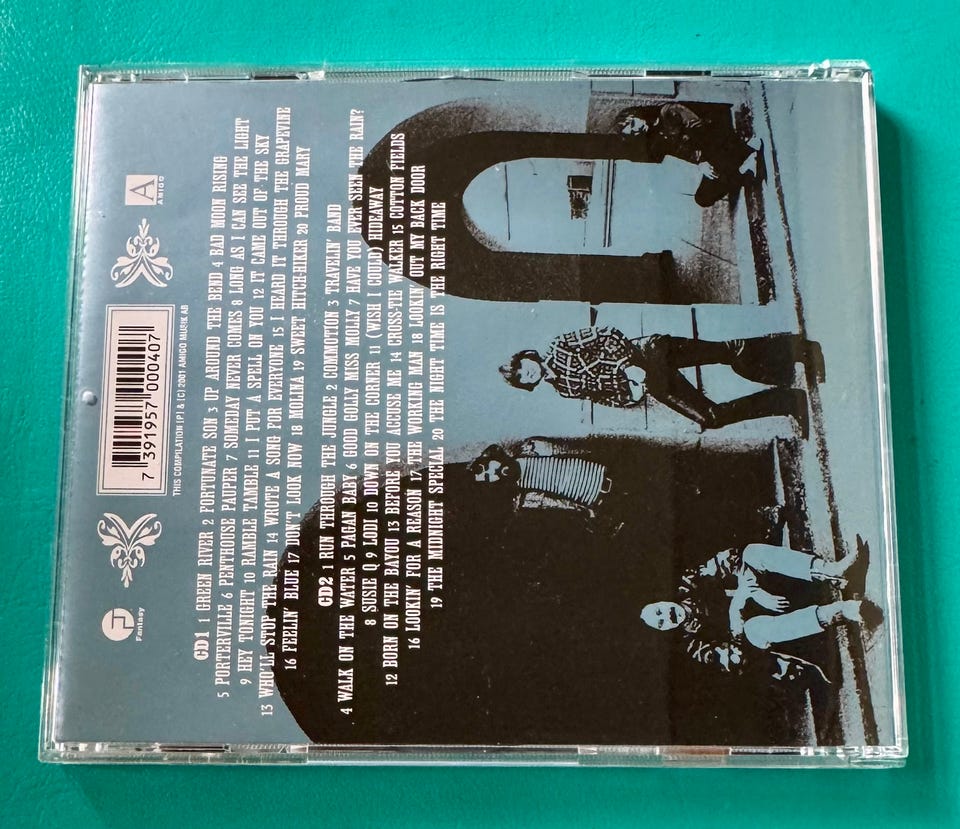 CD1 1 GREEN RIVER 2 FORTUNATE SON 3 UP AROUND THE BEND 4 BAD MOON RISING
5 PORTERVILLE 6 PENTHOUSE PAUPER 7 SOMEDAY NEVER COMES 8 LONG AS I CAN SEE THE LIGHT
9 HEY TONIGHT 10 RAMBLE TAMBLE 11 I PUT A SPELL ON YOU 12 IT CAME OUT OF THE SKY
13 WHO'LL STOP THE RAIN 14 WROTE A SONG FOR EVERYONE 15 I HEARD IT THROUGH THE GRAPEVINE
16 FEELIN' BLUE 17 DON'T LOOK NOW 18 MOLINA 19 SWEET HITCH-HIKER 20 PROUD MARY
CD2 1 RUN THROUGH THE JUNGLE 2 COMMOTION 3 TRAVELIN' BAND
4 WALK ON THE WATER 5 PAGAN BABY 6 GOOD GOLLY MISS MOLLY 7 HAVE YOU EVER SEEN THE RAIN?
8 SUSIE Q 9 LODI 10 DOWN ON THE CORNER 11 (WISH I COULD) HIDEAWAY
12 BORN ON THE BAYOU 13 BEFORE YOU ACCUSE ME 14 CROSS-TIE WALKER 15 COTTON FIELDS
16 LOOKIN' FOR A REASON 17 THE WORKING MAN 18 LOOKIN' OUT MY BACK DOOR
19 THE MIDNIGHT SPECIAL 20 THE NIGHT TIME IS THE RIGHT TIME
Fantasy
7 391957 000407
THIS COMPILATION (P) & (C) 2001 AMIGO MUSIK AB
A
AMIGO